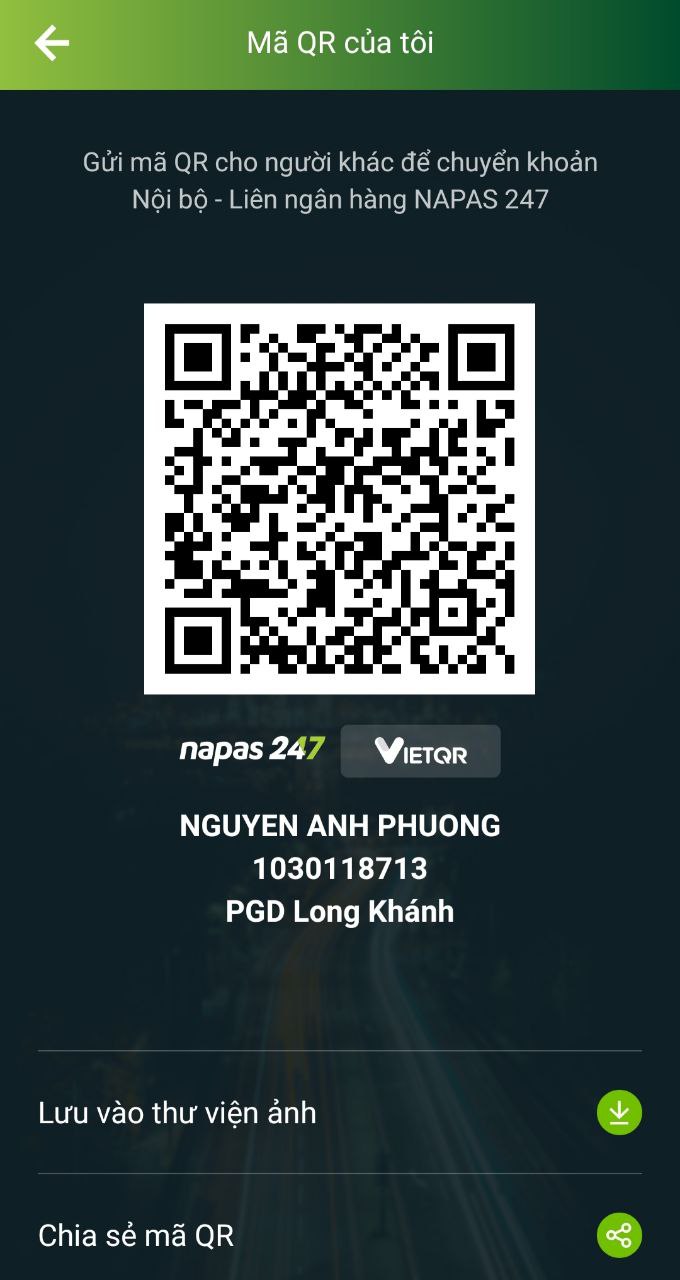 Mã QR của tôi
Gửi mã QR cho người khác để chuyển khoản
Nội bộ - Liên ngân hàng NAPAS 247
napas 247
VIETQR
NGUYEN ANH PHUONG
1030118713
PGD Long Khánh
Lưu vào thư viện ảnh
Chia sẻ mã QR